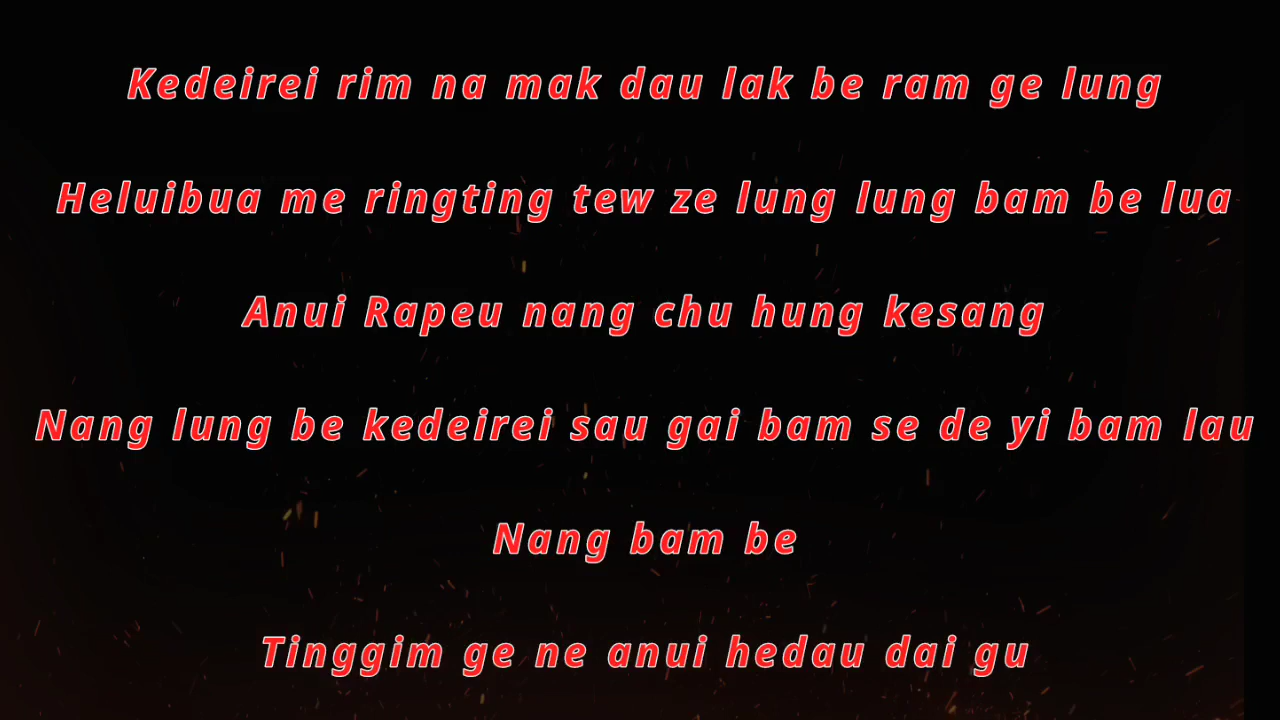 Kedeirei rim na mak dau lak be ram ge lung
Heluibua me ringting tew ze lung lung bam be lua
Anui Rapeu nang chu hung kesang
Nang lung be kedeirei sau gai bam se de yi bam lau
Nang bam be
Tinggim ge ne anui hedau dai gu